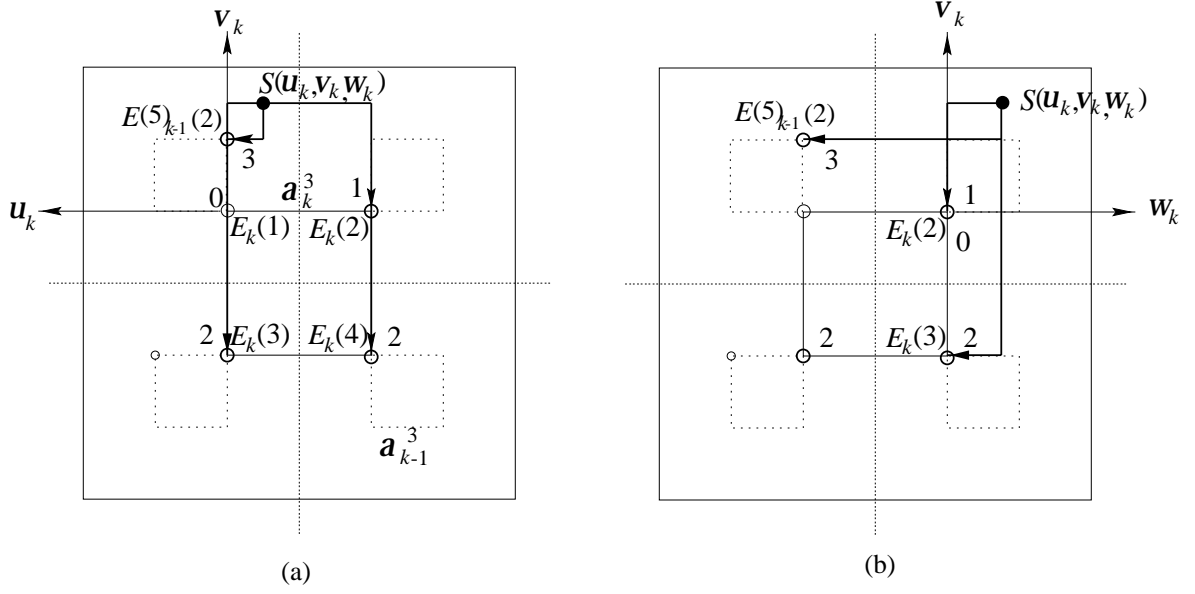 v_k
S(u_k,v_k,w_k)
E(5)_{k-1}(2)
3
0
a_k^3
1
u_k
E_k(1)
E_k(2)
2
E_k(3)
E_k(4)
2
a_{k-1}^3
(a)
v_k
S(u_k,v_k,w_k)
E(5)_{k-1}(2)
3
1
w_k
E_k(2)
0
2
E_k(3)
2
(b)